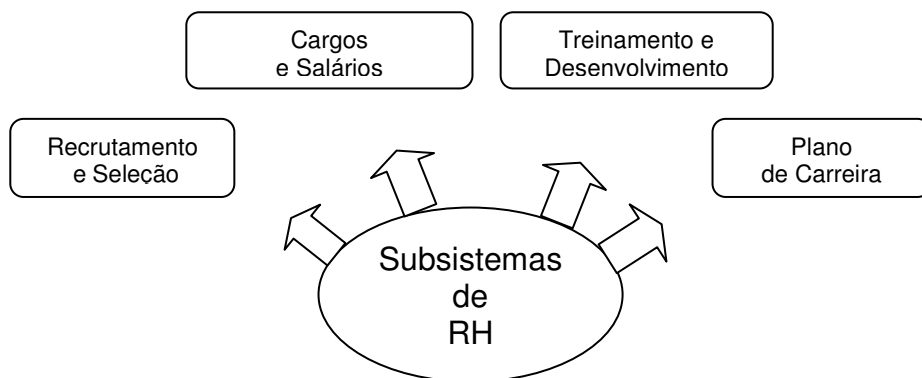 Cargos
e Salários
Treinamento e
Desenvolvimento
Recrutamento
e Seleção
Plano
de Carreira
Subsistemas
de
RH